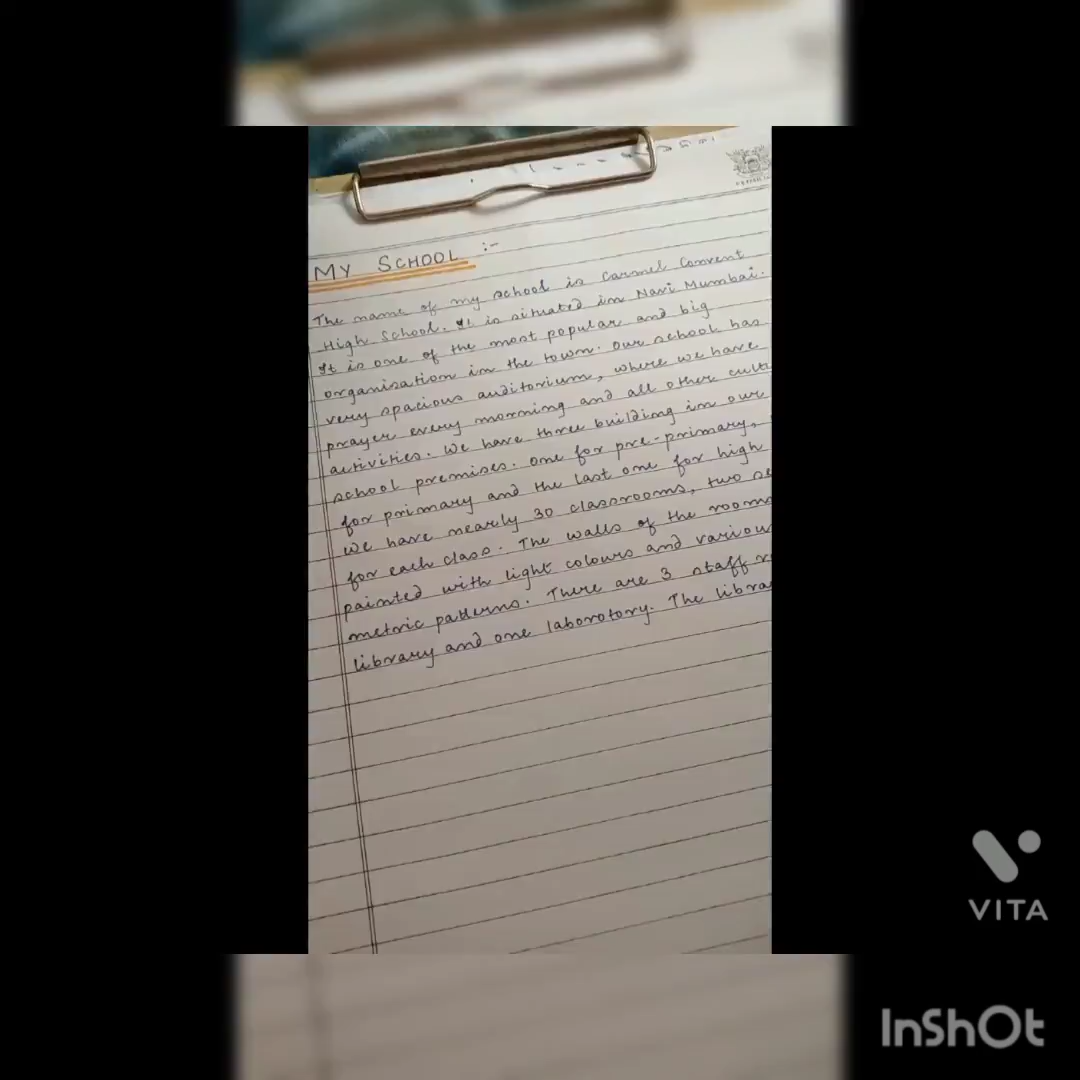 MY SCHOOL :-
The name of my school is Carmel Convent
High School. It is situated in Navi Mumbai.
It is one of the most popular and big
organisation in the town. Our school has
very spacious auditorium, where we have
prayer every morning and all other cult
activities. We have three building in our
school premises. One for pre-primary,
for primary and the last one for high
We have nearly 30 classrooms, two se
for each class. The walls of the rooms
painted with light colours and variou
metric patterns. There are 3 staff r
library and one laborotory. The libra
VITA
InShOt